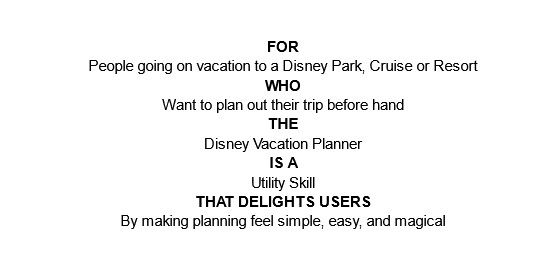 FOR
People going on vacation to a Disney Park, Cruise or Resort
WHO
Want to plan out their trip before hand
THE
Disney Vacation Planner
IS A
Utility Skill
THAT DELIGHTS USERS
By making planning feel simple, easy, and magical